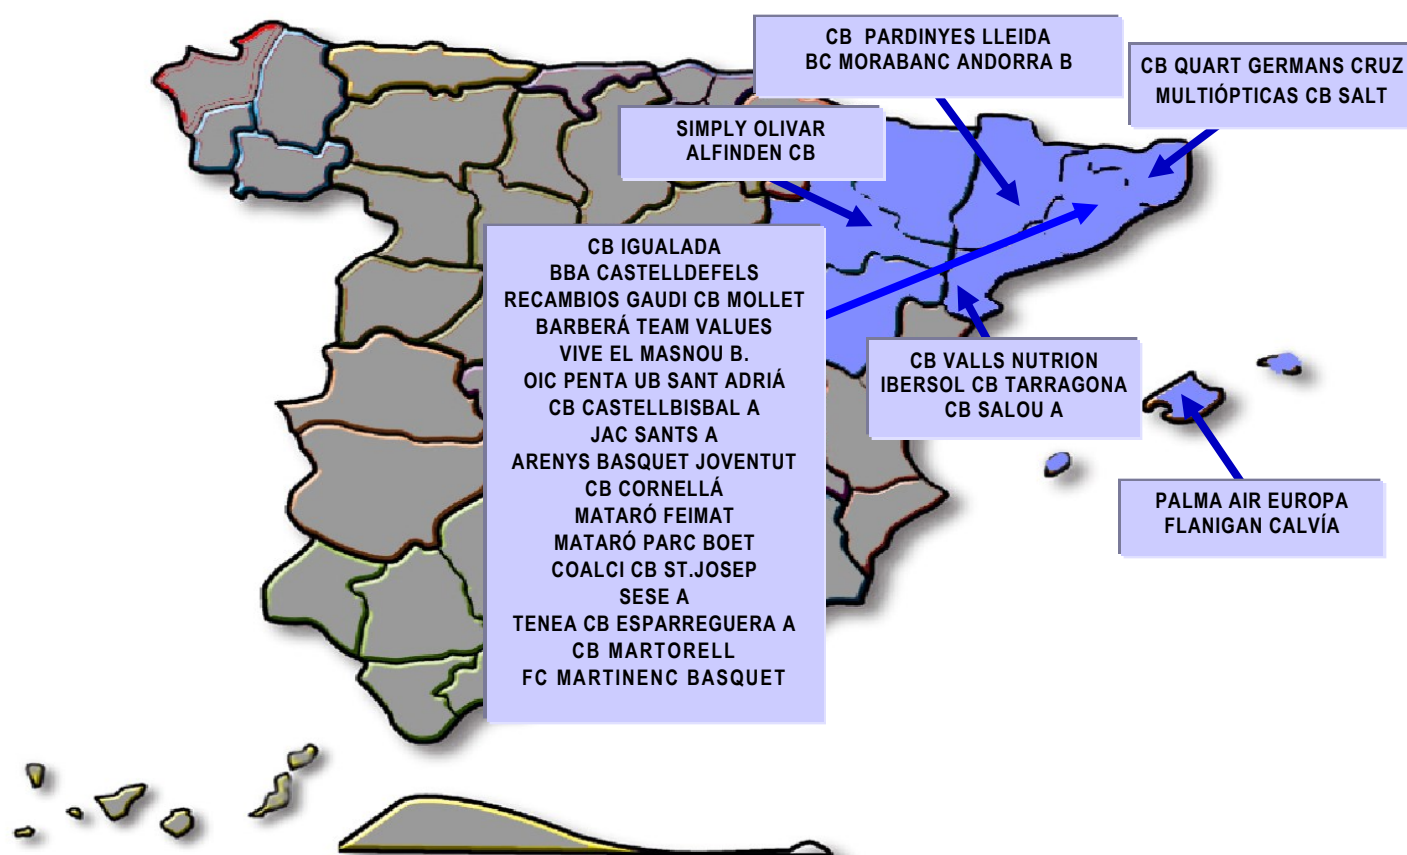 CB PARDINYES LLEIDA
BC MORABANC ANDORRA B
CB QUART GERMANS CRUZ
MULTIÓPTICAS CB SALT
SIMPLY OLIVAR
ALFINDEN CB
CB IGUALADA
BBA CASTELLDEFELS
RECAMBIOS GAUDI CB MOLLET
BARBERÁ TEAM VALUES
VIVE EL MASNOU B.
OIC PENTA UB SANT ADRIÁ
CB CASTELLBISBAL A
JAC SANTS A
ARENYS BASQUET JOVENTUT
CB CORNELLÁ
MATARÓ FEIMAT
MATARÓ PARC BOET
COALCI CB ST.JOSEP
SESE A
TENEA CB ESPARREGUERA A
CB MARTORELL
FC MARTINENC BASQUET
CB VALLS NUTRION
IBERSOL CB TARRAGONA
CB SALOU A
PALMA AIR EUROPA
FLANIGAN CALVÍA